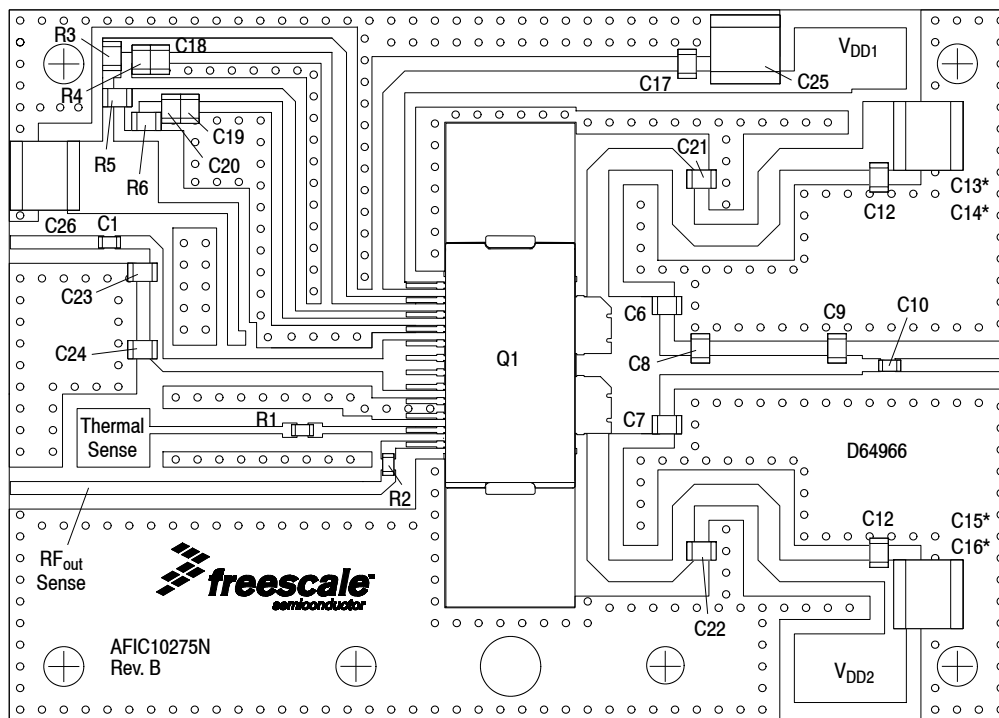 R3
C18
R4
C17
C25
VDD1
C19
R5
C20
R6
C21
C12
C13*
C14*
C26
C1
C23
C6
C9
C10
Q1
C8
C24
C7
R1
Thermal
Sense
D64966
R2
C12
C15*
C16*
RFout
Sense
freescale™
semiconductor
C22
AFIC10275N
Rev. B
VDD2